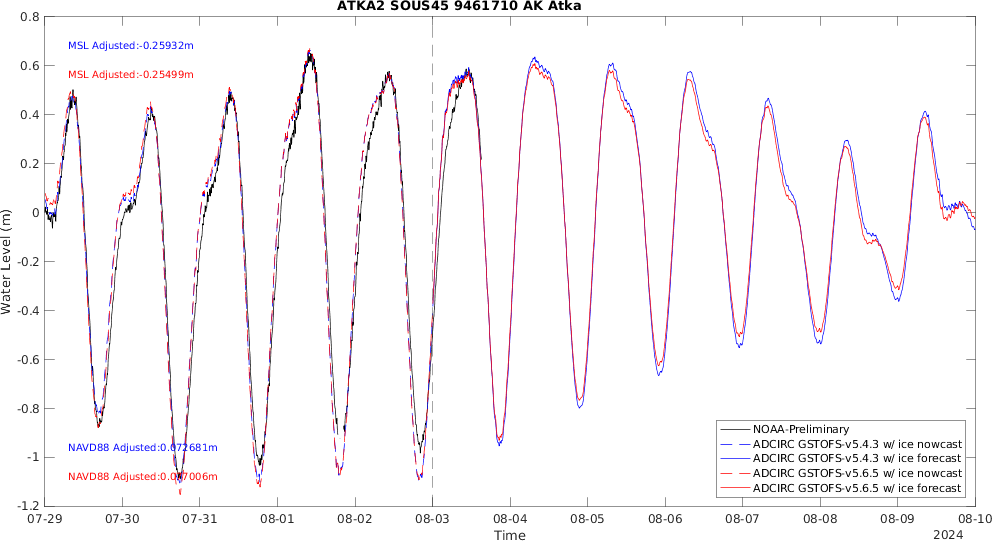 ATKA2 SOUS45 9461710 AK Atka
0.8
0.6
0.4
0.2
0
-0.2
-0.4
-0.6
-0.8
-1
-1.2
Water Level (m)
MSL Adjusted:-0.25932m
MSL Adjusted:-0.25499m
NAVD88 Adjusted:0.072681m
NAVD88 Adjusted:
NOAA-Preliminary
ADCIRC GSTOFS-v5.4.3 w/ ice nowcast
ADCIRC GSTOFS-v5.4.3 w/ ice forecast
ADCIRC GSTOFS-v5.6.5 w/ ice nowcast
ADCIRC GSTOFS-v5.6.5 w/ ice forecast
07-29 07-30 07-31 08-01 08-02 08-03 08-04 08-05 08-06 08-07 08-08 08-09 08-10
Time
2024